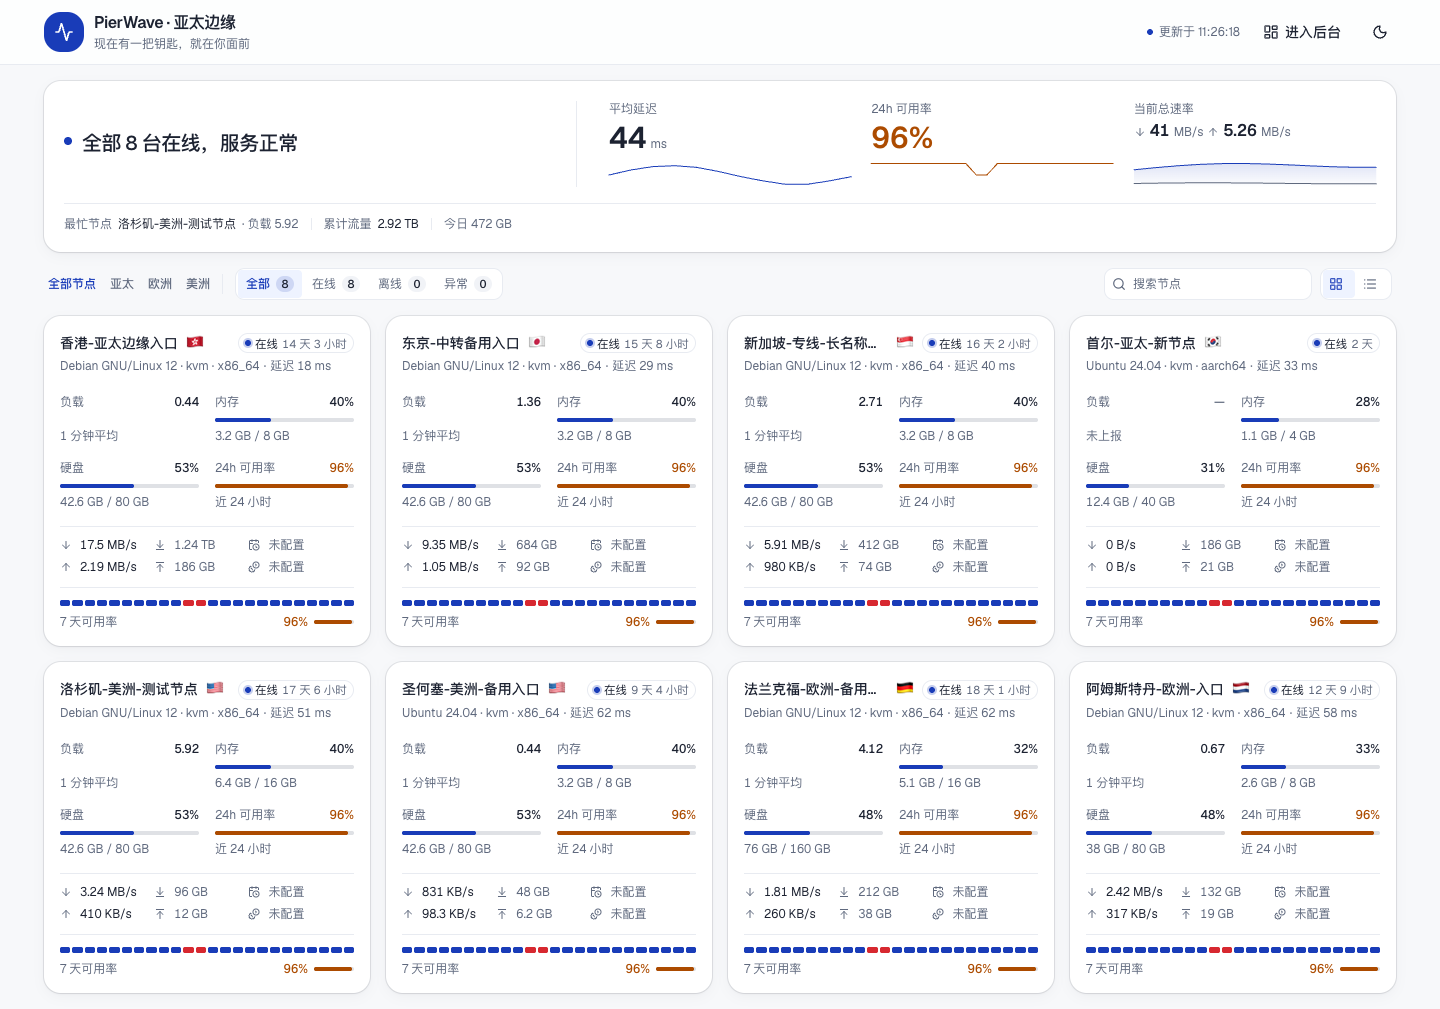 PierWave · 亚太边缘
现在有一把钥匙，就在你面前
更新于 11:26:18
进入后台
全部 8 台在线，服务正常
平均延迟
44 ms
24h 可用率
96%
当前总速率
↓ 41 MB/s ↑ 5.26 MB/s
最忙节点 洛杉矶-美洲-测试节点 · 负载 5.92
累计流量 2.92 TB
今日 472 GB
全部节点 亚太 欧洲 美洲
全部 8 在线 8 离线 0 异常 0
搜索节点
香港-亚太边缘入口
在线 14 天 3 小时
Debian GNU/Linux 12 · kvm · x86_64 · 延迟 18 ms
负载 0.44
1 分钟平均
内存 40%
3.2 GB / 8 GB
硬盘 53%
42.6 GB / 80 GB
24h 可用率 96%
近 24 小时
↓ 17.5 MB/s 1.24 TB 未配置
↑ 2.19 MB/s 186 GB 未配置
7 天可用率 96%
东京-中转备用入口
在线 15 天 8 小时
Debian GNU/Linux 12 · kvm · x86_64 · 延迟 29 ms
负载 1.36
1 分钟平均
内存 40%
3.2 GB / 8 GB
硬盘 53%
42.6 GB / 80 GB
24h 可用率 96%
近 24 小时
↓ 9.35 MB/s 684 GB 未配置
↑ 1.05 MB/s 92 GB 未配置
7 天可用率 96%
新加坡-专线-长名称...
在线 16 天 2 小时
Debian GNU/Linux 12 · kvm · x86_64 · 延迟 40 ms
负载 2.71
1 分钟平均
内存 40%
3.2 GB / 8 GB
硬盘 53%
42.6 GB / 80 GB
24h 可用率 96%
近 24 小时
↓ 5.91 MB/s 412 GB 未配置
↑ 980 KB/s 74 GB 未配置
7 天可用率 96%
首尔-亚太-新节点
在线 2 天
Ubuntu 24.04 · kvm · aarch64 · 延迟 33 ms
负载 —
未上报
内存 28%
1.1 GB / 4 GB
硬盘 31%
12.4 GB / 40 GB
24h 可用率 96%
近 24 小时
↓ 0 B/s 186 GB 未配置
↑ 0 B/s 21 GB 未配置
7 天可用率 96%
洛杉矶-美洲-测试节点
在线 17 天 6 小时
Debian GNU/Linux 12 · kvm · x86_64 · 延迟 51 ms
负载 5.92
1 分钟平均
内存 40%
6.4 GB / 16 GB
硬盘 53%
42.6 GB / 80 GB
24h 可用率 96%
近 24 小时
↓ 3.24 MB/s 96 GB 未配置
↑ 410 KB/s 12 GB 未配置
7 天可用率 96%
圣何塞-美洲-备用入口
在线 9 天 4 小时
Ubuntu 24.04 · kvm · x86_64 · 延迟 62 ms
负载 0.44
1 分钟平均
内存 40%
3.2 GB / 8 GB
硬盘 53%
42.6 GB / 80 GB
24h 可用率 96%
近 24 小时
↓ 831 KB/s 48 GB 未配置
↑ 98.3 KB/s 6.2 GB 未配置
7 天可用率 96%
法兰克福-欧洲-备用...
在线 18 天 1 小时
Debian GNU/Linux 12 · kvm · x86_64 · 延迟 62 ms
负载 4.12
1 分钟平均
内存 32%
5.1 GB / 16 GB
硬盘 48%
76 GB / 160 GB
24h 可用率 96%
近 24 小时
↓ 1.81 MB/s 212 GB 未配置
↑ 260 KB/s 38 GB 未配置
7 天可用率 96%
阿姆斯特丹-欧洲-入口
在线 12 天 9 小时
Debian GNU/Linux 12 · kvm · x86_64 · 延迟 58 ms
负载 0.67
1 分钟平均
内存 33%
2.6 GB / 8 GB
硬盘 48%
38 GB / 80 GB
24h 可用率 96%
近 24 小时
↓ 2.42 MB/s 132 GB 未配置
↑ 317 KB/s 19 GB 未配置
7 天可用率 96%